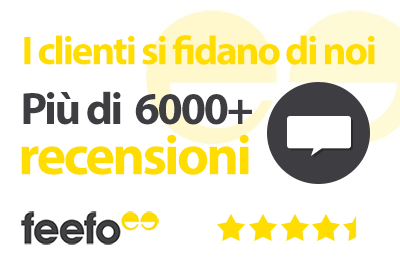 I clienti si fidano di noi
Più di 6000+
recensioni
feefo